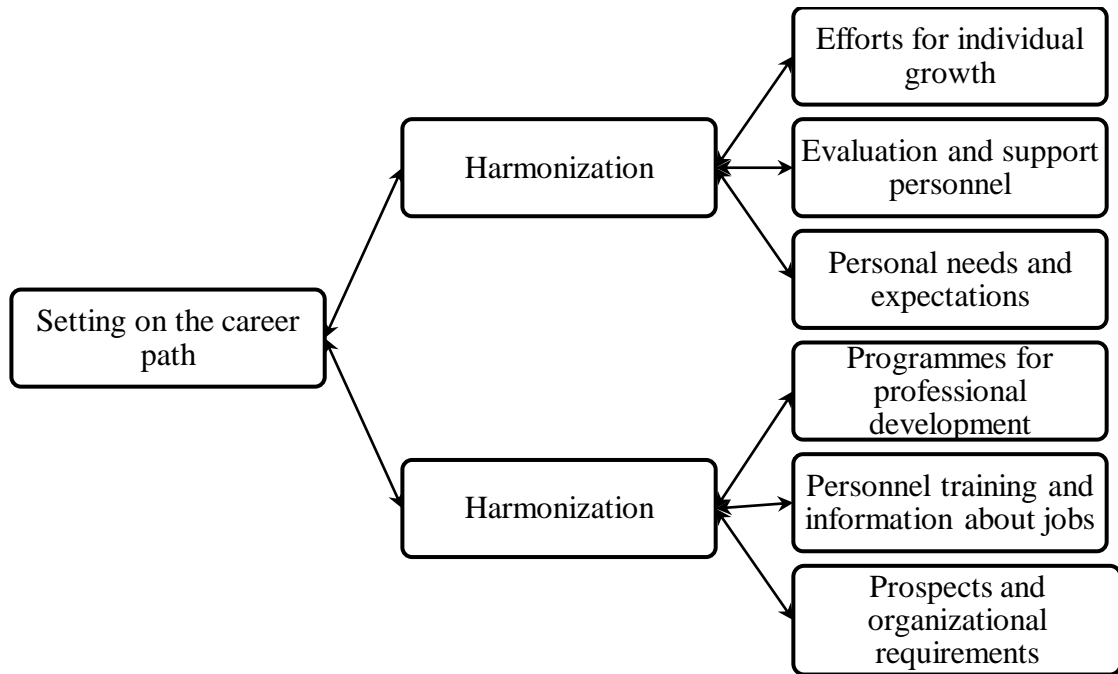 Setting on the career
path
Harmonization
Efforts for individual
growth
Evaluation and support
personnel
Personal needs and
expectations
Harmonization
Programmes for
professional
development
Personnel training and
information about jobs
Prospects and
organizational
requirements